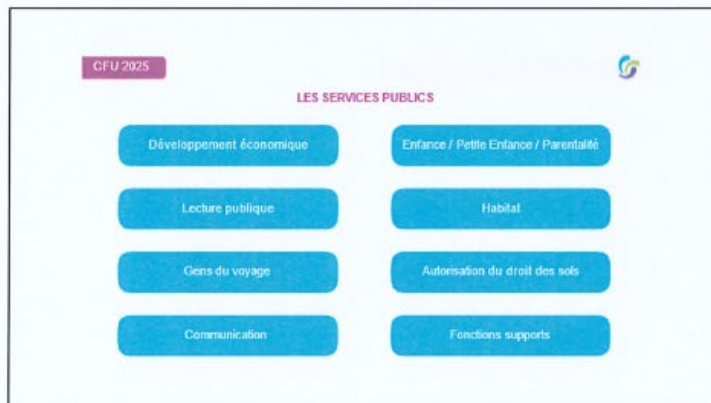 CFU 2025
LES SERVICES PUBLICS
Développement économique
Enfance / Petite Enfance / Parentalité
Lecture publique
Habitat
Gens du voyage
Autorisation du droit des sols
Communication
Fonctions supports